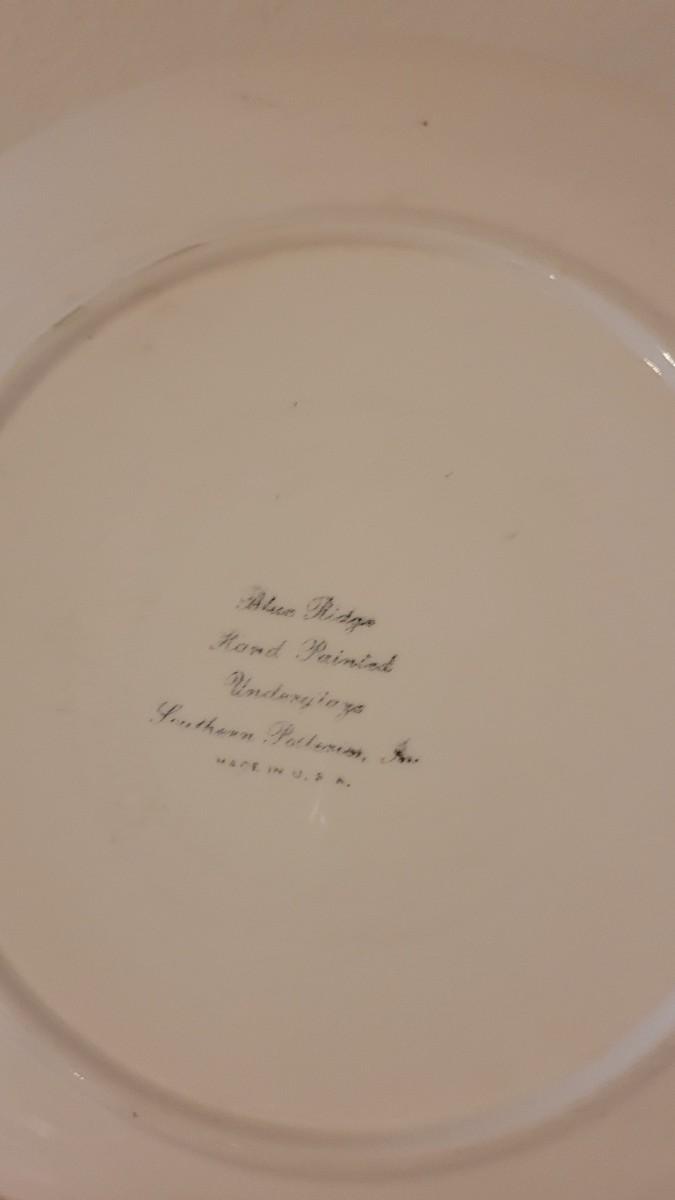 Blue Ridge
Hand Painted
Underglaze
Southern Potteries, Inc.
MADE IN U.S.A.